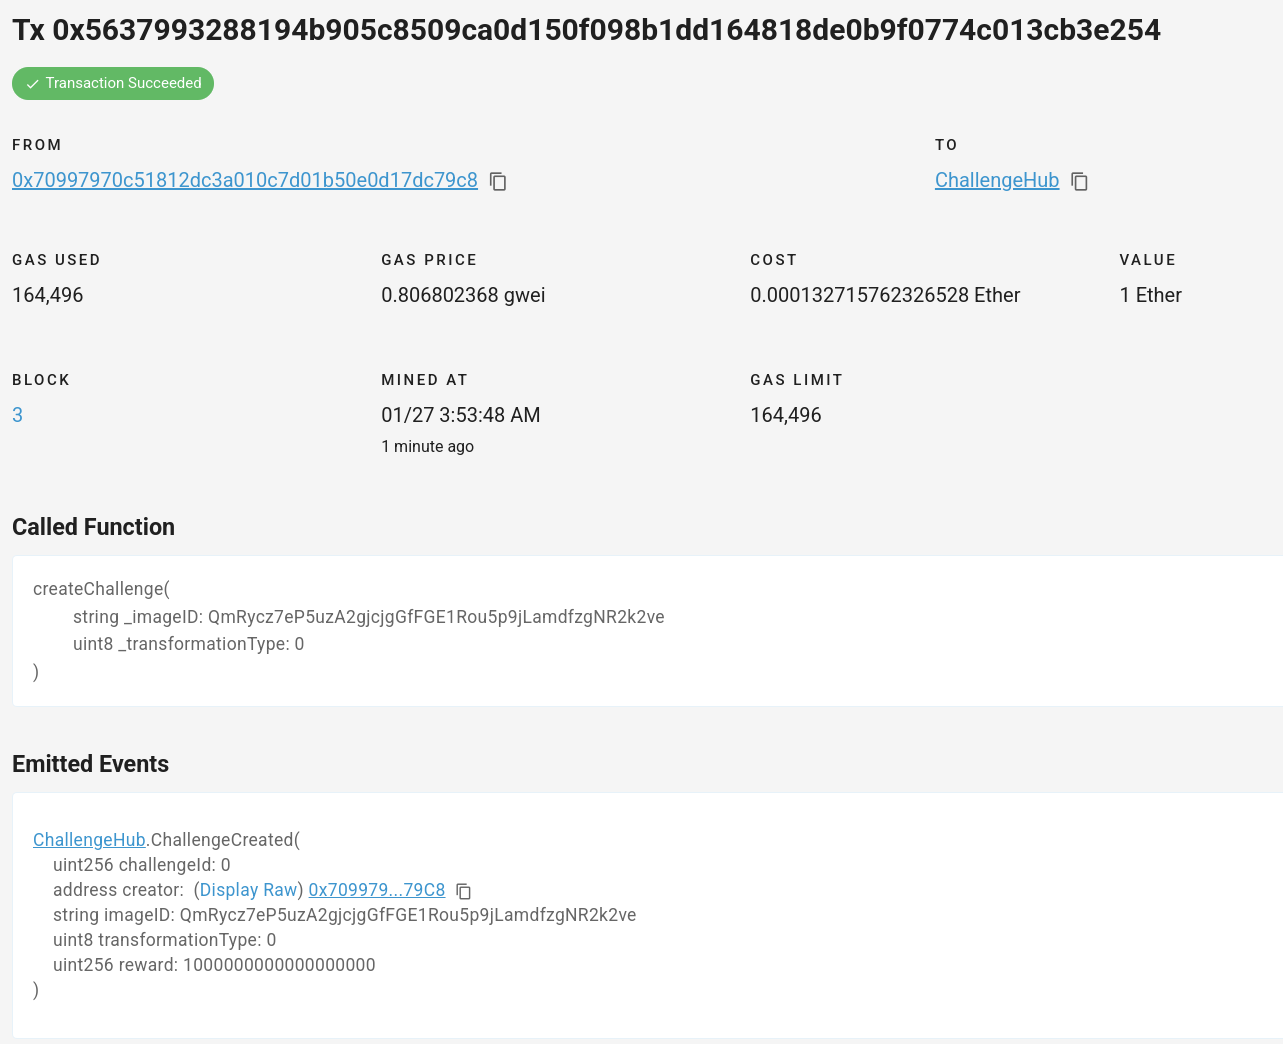 Tx 0x5637993288194b905c8509ca0d150f098b1dd164818de0b9f0774c013cb3e254
Transaction Succeeded
FROM TO
0x70997970c51812dc3a010c7d01b50e0d17dc79c8 ChallengeHub
GAS USED GAS PRICE COST VALUE
164,496 0.806802368 gwei 0.000132715762326528 Ether 1 Ether
BLOCK MINED AT GAS LIMIT
3 01/27 3:53:48 AM 164,496
1 minute ago
Called Function
createChallenge(
string _imageID: QmRycz7eP5uzA2gjcjgGfFGE1Rou5p9jLamdfzgNR2k2ve
uint8 _transformationType: 0
)
Emitted Events
ChallengeHub.ChallengeCreated(
uint256 challengeId: 0
address creator: (Display Raw) 0x709979...79C8
string imageID: QmRycz7eP5uzA2gjcjgGfFGE1Rou5p9jLamdfzgNR2k2ve
uint8 transformationType: 0
uint256 reward: 1000000000000000000
)